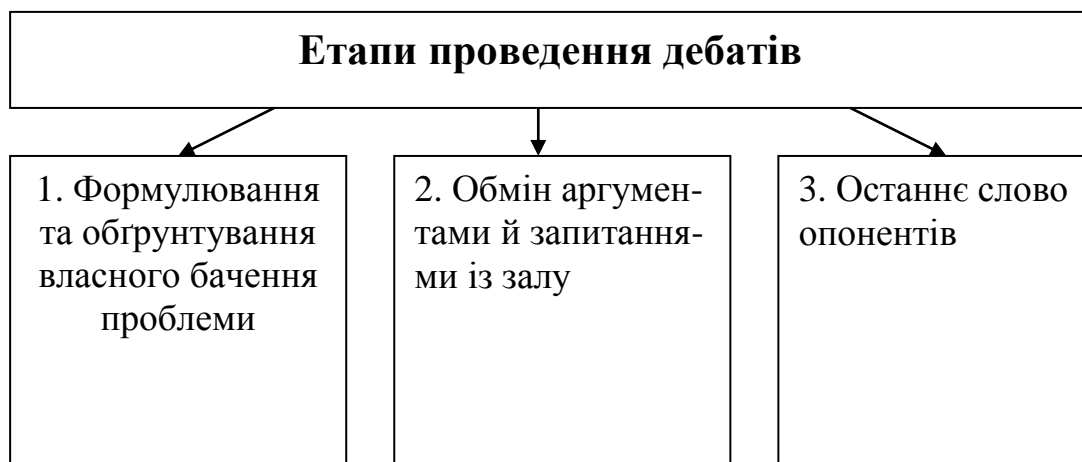 Етапи проведення дебатів
1. Формулювання
та обґрунтування
власного бачення
проблеми
2. Обмін аргумен-
тами й запитання-
ми із залу
3. Останнє слово
опонентів